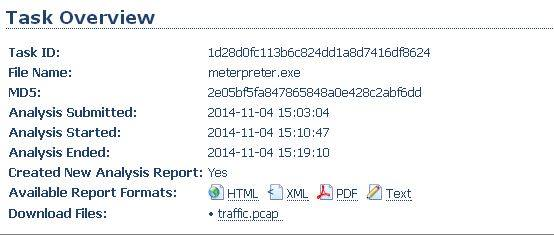 Task Overview
Task ID: 1d28d0fc113b6c824dd1a8d7416df8624
File Name: meterpreter.exe
MD5: 2e05bf5fa847865848a0e428c2abf6dd
Analysis Submitted: 2014-11-04 15:03:04
Analysis Started: 2014-11-04 15:10:47
Analysis Ended: 2014-11-04 15:19:10
Created New Analysis Report: Yes
Available Report Formats: HTML XML PDF Text
Download Files: • traffic.pcap